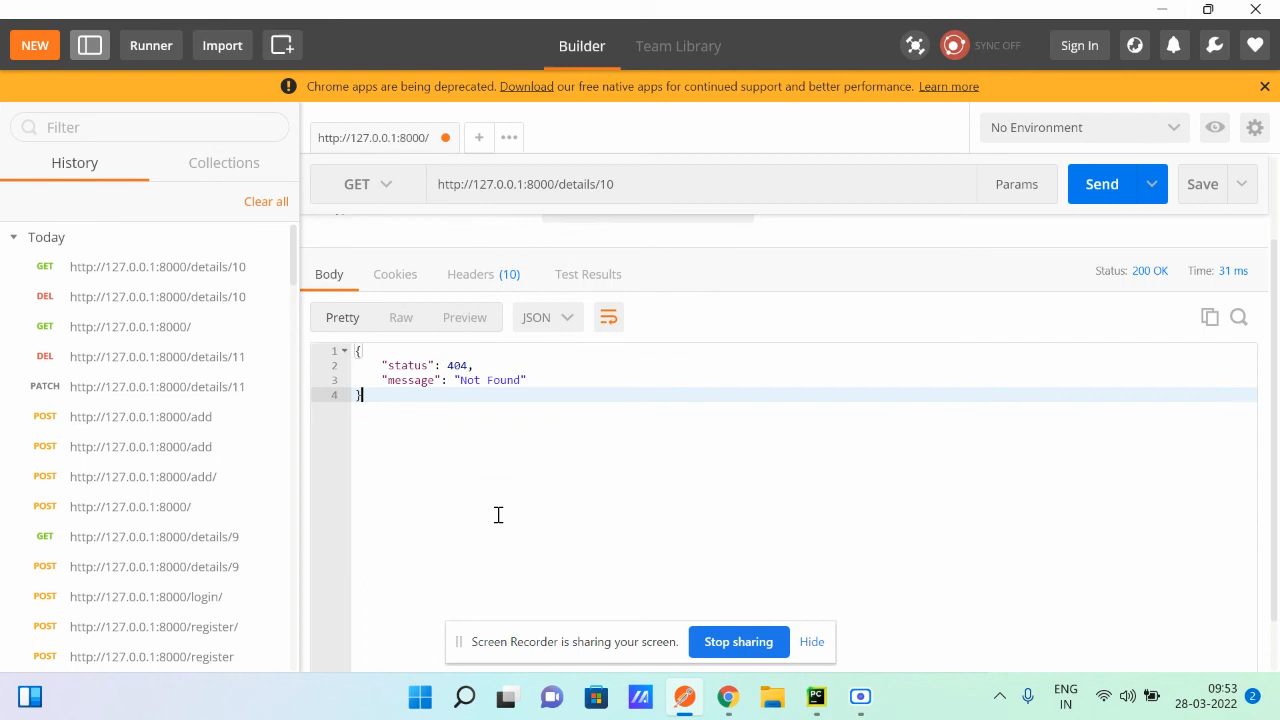 NEW
Runner
Import
Builder
Team Library
SYNC OFF
Sign In
Chrome apps are being deprecated. Download our free native apps for continued support and better performance. Learn more
Filter
History
Collections
Clear all
Today
GET http://127.0.0.1:8000/details/10
DEL http://127.0.0.1:8000/details/10
GET http://127.0.0.1:8000/
DEL http://127.0.0.1:8000/details/11
PATCH http://127.0.0.1:8000/details/11
POST http://127.0.0.1:8000/add
POST http://127.0.0.1:8000/add
POST http://127.0.0.1:8000/add/
POST http://127.0.0.1:8000/
GET http://127.0.0.1:8000/details/9
POST http://127.0.0.1:8000/details/9
POST http://127.0.0.1:8000/login/
POST http://127.0.0.1:8000/register/
POST http://127.0.0.1:8000/register
http://127.0.0.1:8000/
No Environment
GET
http://127.0.0.1:8000/details/10
Params
Send
Save
Body
Cookies
Headers (10)
Test Results
Status: 200 OK
Time: 31 ms
Pretty
Raw
Preview
JSON
1 {
2 "status": 404,
3 "message": "Not Found"
4 }
Screen Recorder is sharing your screen.
Stop sharing
Hide
PC
ENG
IN
09:53
28-03-2022
2